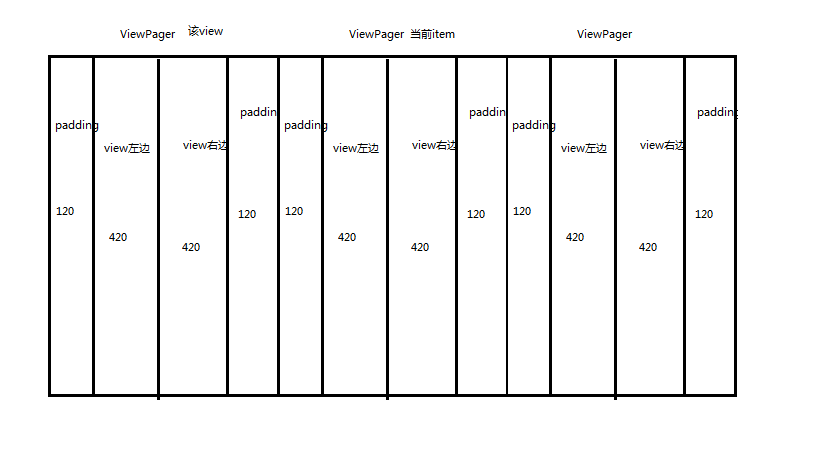 ViewPager 该view
ViewPager 当前item
ViewPager
padding
view左边
view右边
paddin
padding
view左边
view右边
paddin
padding
view左边
view右边
padding
120
420
420
120
120
420
420
120
120
420
420
120